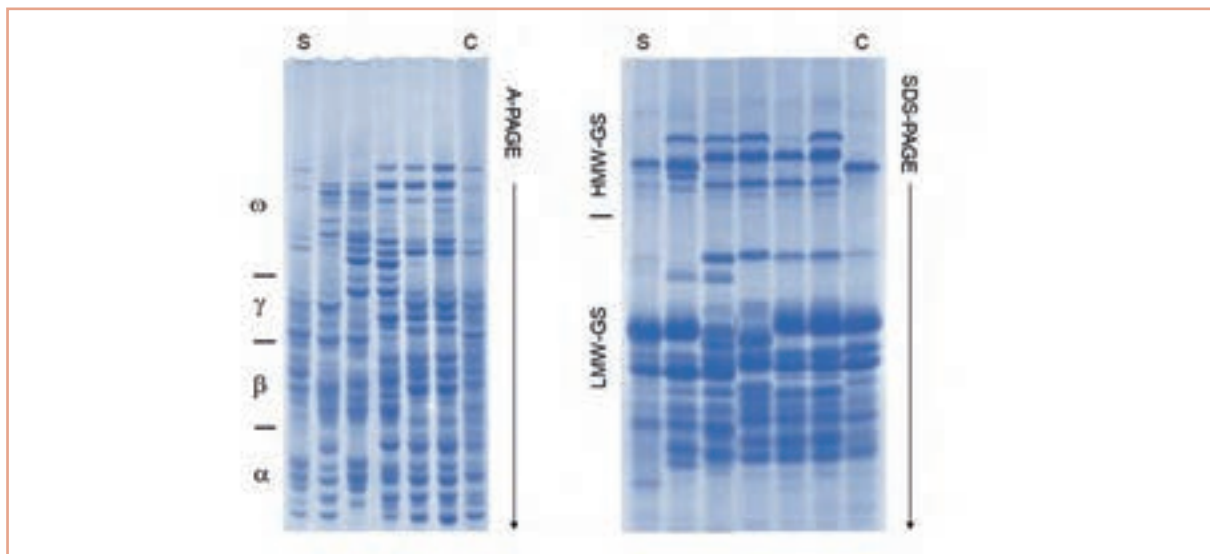 S C
A-PAGE
ω
γ
β
α
S C
SDS-PAGE
HMW-GS
LMW-GS